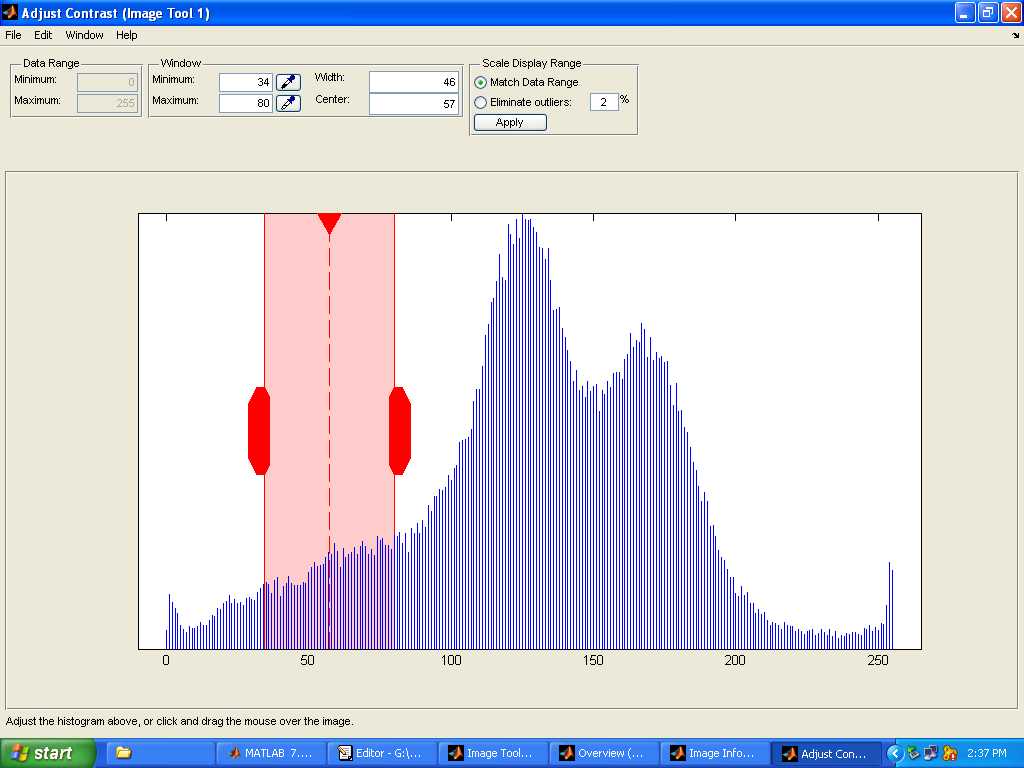 Adjust Contrast (Image Tool 1)
File Edit Window Help
Data Range
Minimum: 0
Maximum: 255
Window
Minimum: 34
Maximum: 80
Width: 46
Center: 57
Scale Display Range
Match Data Range
Eliminate outliers: 2 %
Apply
0 50 100 150 200 250
Adjust the histogram above, or click and drag the mouse over the image.
start MATLAB 7.... Editor - G:\... Image Tool... Overview (... Image Info... Adjust Con... 2:37 PM